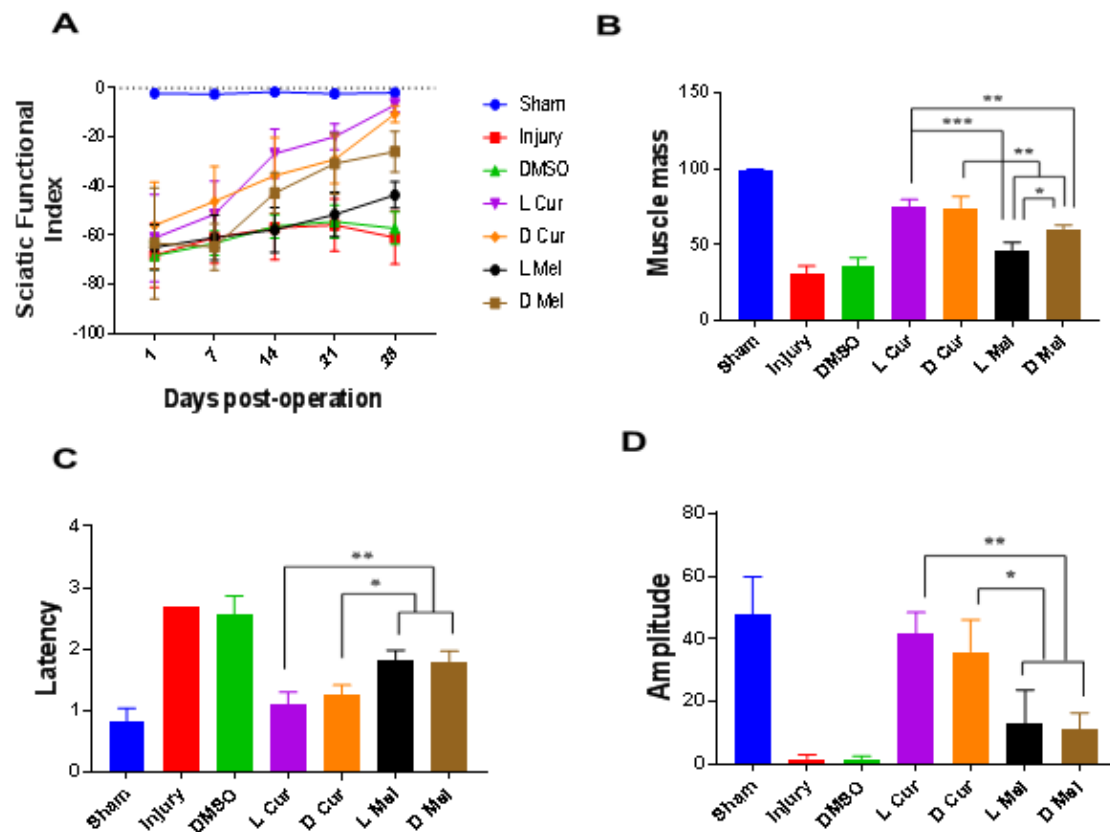 A
Sciatic Functional
Index
0
-20
-40
-60
-80
-100
1 7 14 21 28
Days post-operation
Sham
Injury
DMSO
L Cur
D Cur
L Mel
D Mel
B
Muscle mass
150
100
50
0
**
***
**
*
Sham Injury DMSO L Cur D Cur L Mel D Mel
C
Latency
4
3
2
1
0
**
*
Sham Injury DMSO L Cur D Cur L Mel D Mel
D
Amplitude
80
60
40
20
0
**
*
Sham Injury DMSO L Cur D Cur L Mel D Mel